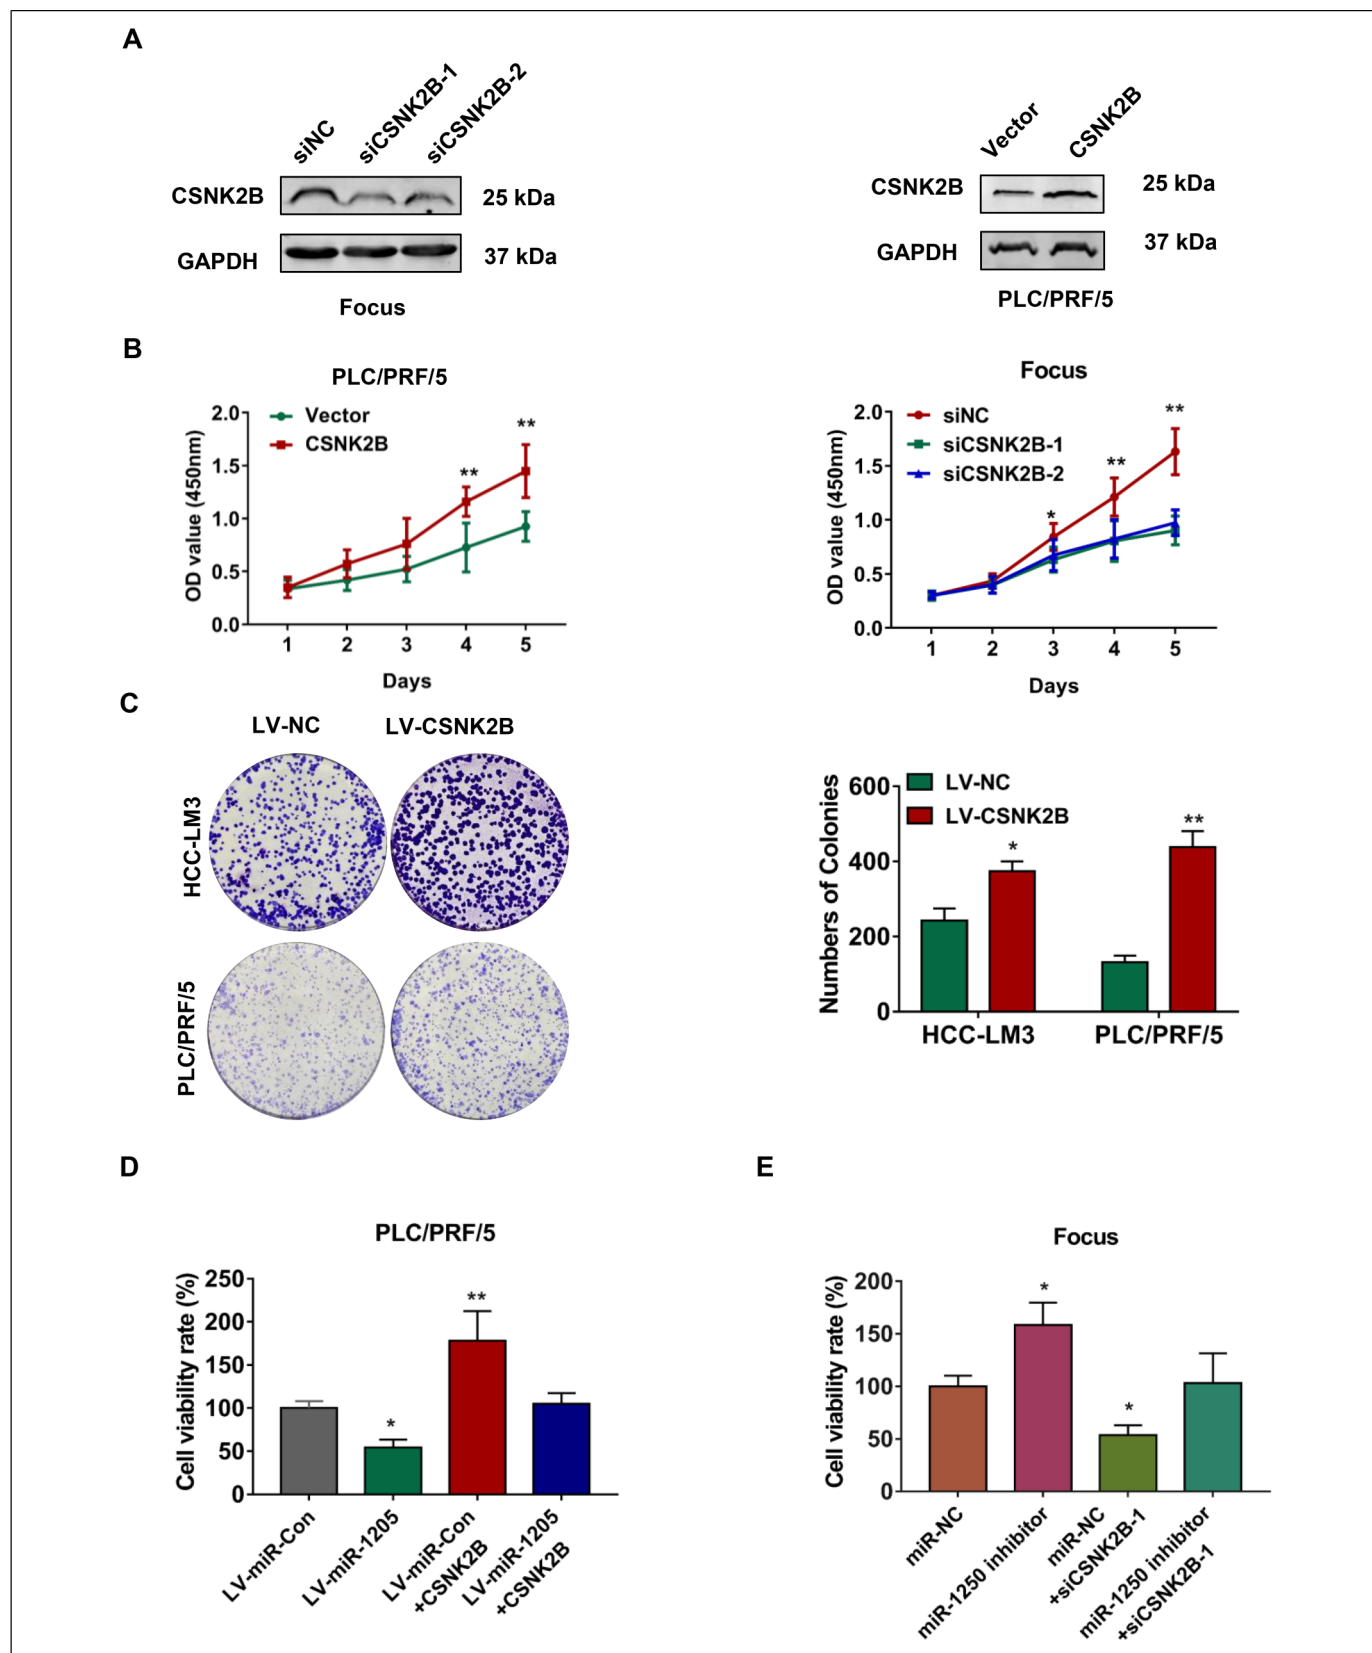 A
siNC
siCSNK2B-1
siCSNK2B-2
CSNK2B
25 kDa
GAPDH
37 kDa
Focus
Vector
CSNK2B
CSNK2B
25 kDa
GAPDH
37 kDa
PLC/PRF/5
B
PLC/PRF/5
Vector
CSNK2B
OD value (450nm)
2.0
1.5
1.0
0.5
0.0
**
**
1 2 3 4 5
Days
Focus
siNC
siCSNK2B-1
siCSNK2B-2
OD value (450nm)
2.0
1.5
1.0
0.5
0.0
*
**
**
1 2 3 4 5
Days
C
LV-NC
LV-CSNK2B
HCC-LM3
PLC/PRF/5
LV-NC
LV-CSNK2B
Numbers of Colonies
600
400
200
0
*
**
HCC-LM3
PLC/PRF/5
D
PLC/PRF/5
Cell viability rate (%)
250
200
150
100
50
0
*
**
LV-miR-Con
LV-miR-1205
LV-miR-Con
+CSNK2B
LV-miR-1205
+CSNK2B
E
Focus
Cell viability rate (%)
200
150
100
50
0
*
*
miR-NC
miR-1250 inhibitor
miR-NC
+siCSNK2B-1
miR-1250 inhibitor
+siCSNK2B-1